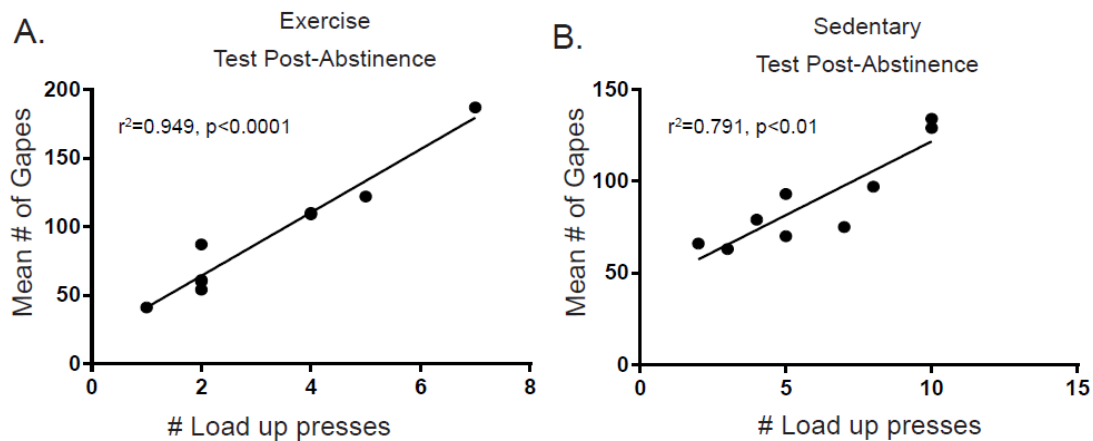 A.
Exercise
Test Post-Abstinence
r²=0.949, p<0.0001
Mean # of Gapes
200
150
100
50
0
0 2 4 6 8
# Load up presses
B.
Sedentary
Test Post-Abstinence
r²=0.791, p<0.01
Mean # of Gapes
150
100
50
0
0 5 10 15
# Load up presses